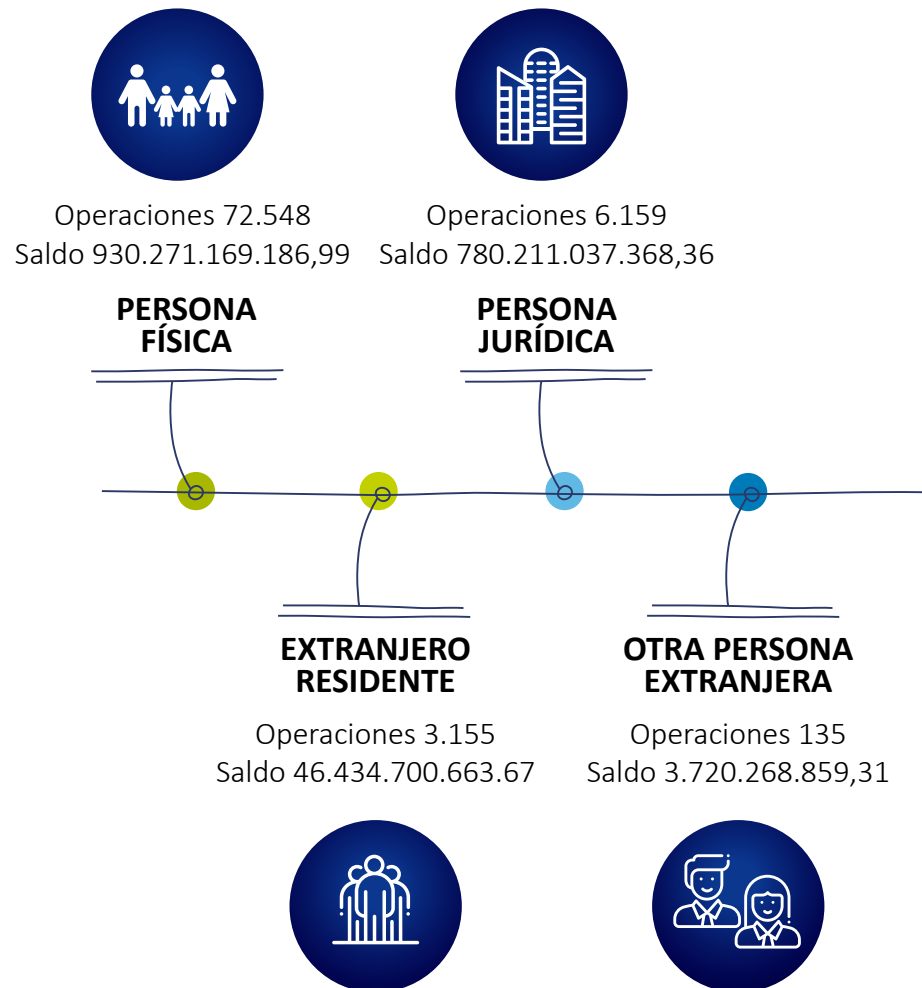 Operaciones 72.548
Saldo 930.271.169.186,99
PERSONA
FÍSICA
Operaciones 6.159
Saldo 780.211.037.368,36
PERSONA
JURÍDICA
EXTRANJERO
RESIDENTE
Operaciones 3.155
Saldo 46.434.700.663.67
OTRA PERSONA
EXTRANJERA
Operaciones 135
Saldo 3.720.268.859,31